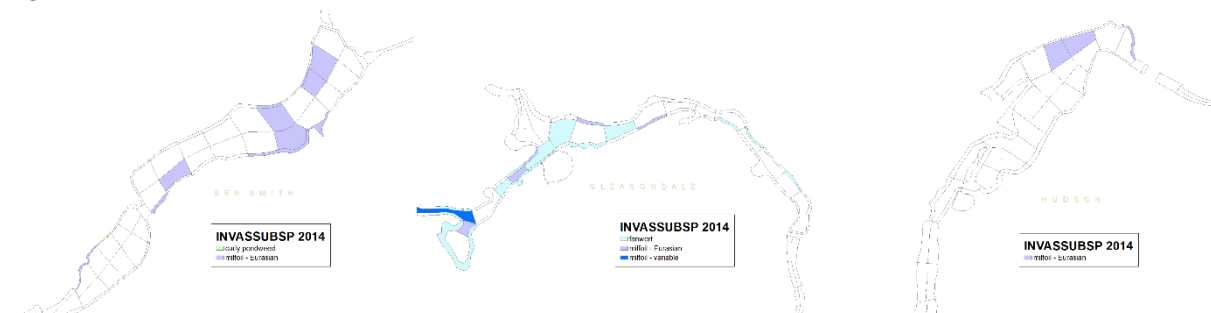 BEN SMITH
INVASSUBSP 2014
curly pondweed
milfoil - Eurasian
GLEASONDALE
INVASSUBSP 2014
fanwort
milfoil - Eurasian
milfoil - variable
HUDSON
INVASSUBSP 2014
milfoil - Eurasian